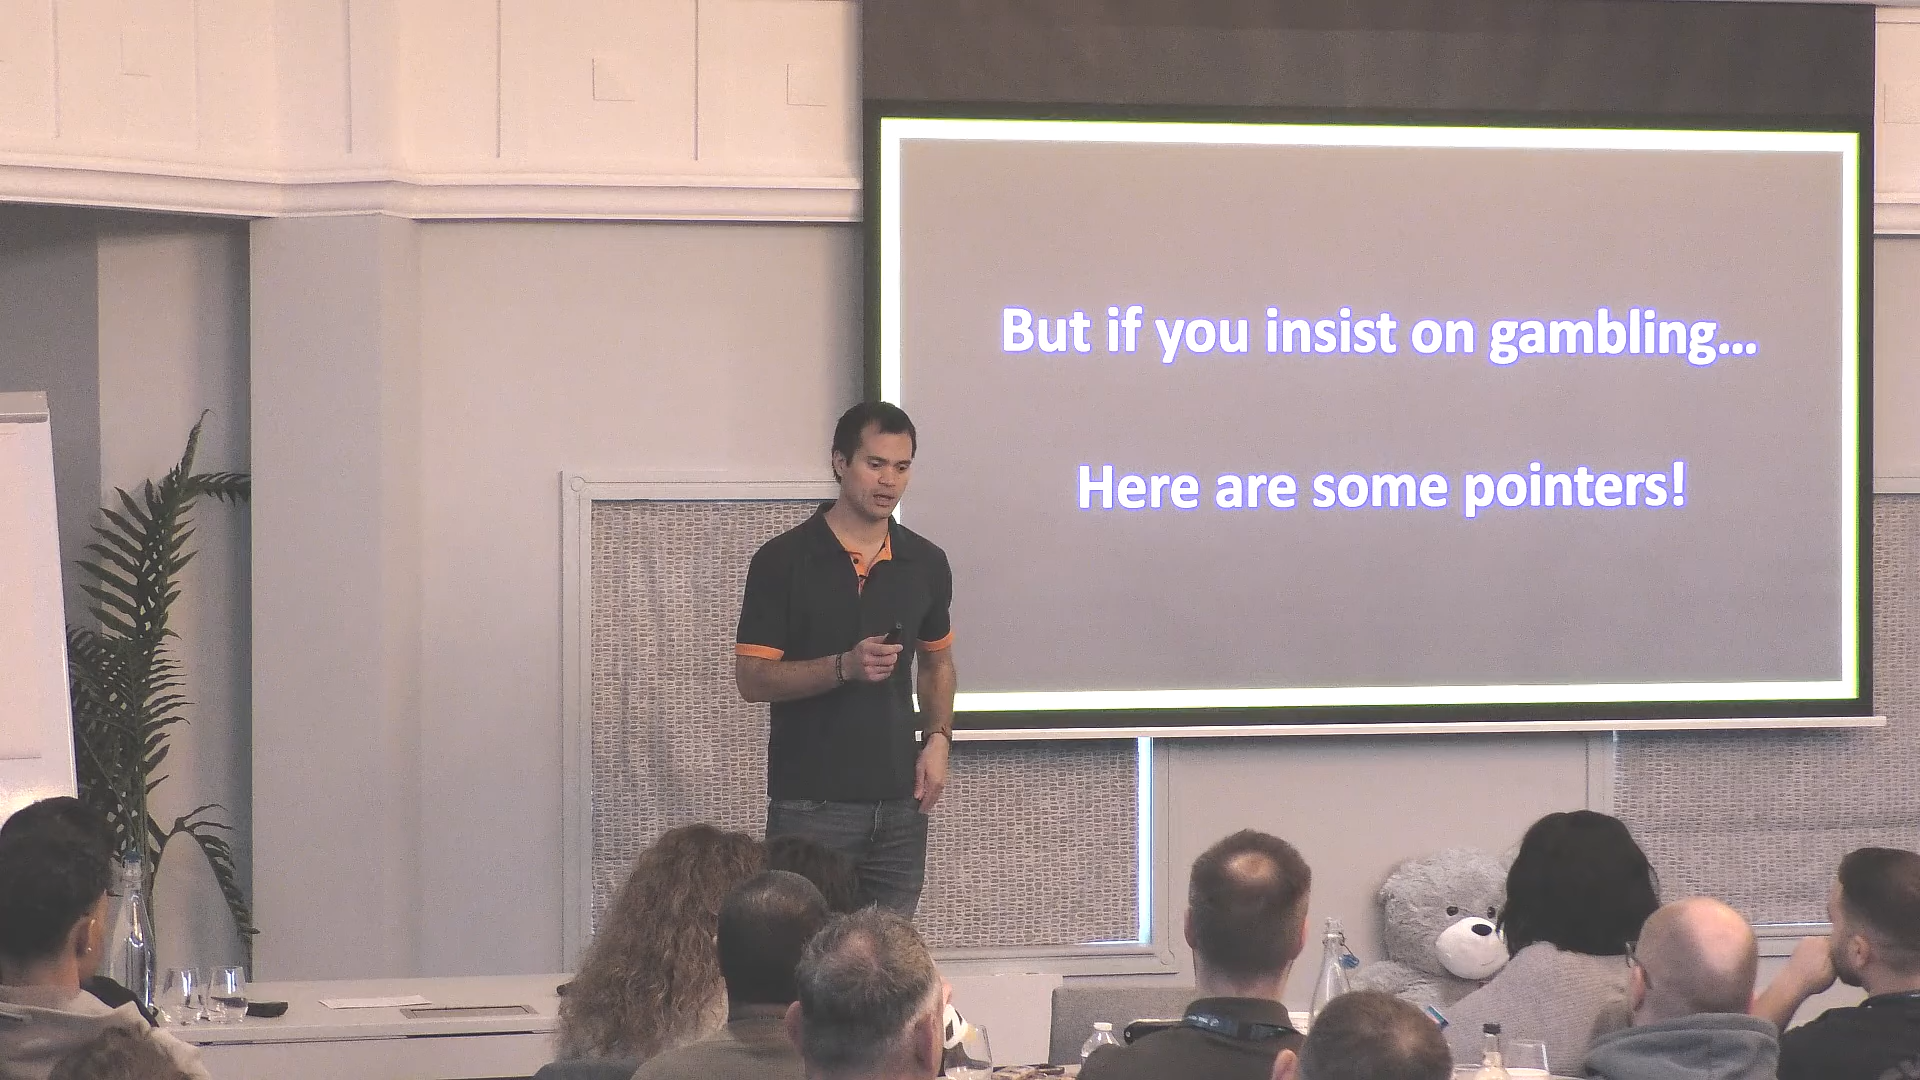 But if you insist on gambling...
Here are some pointers!